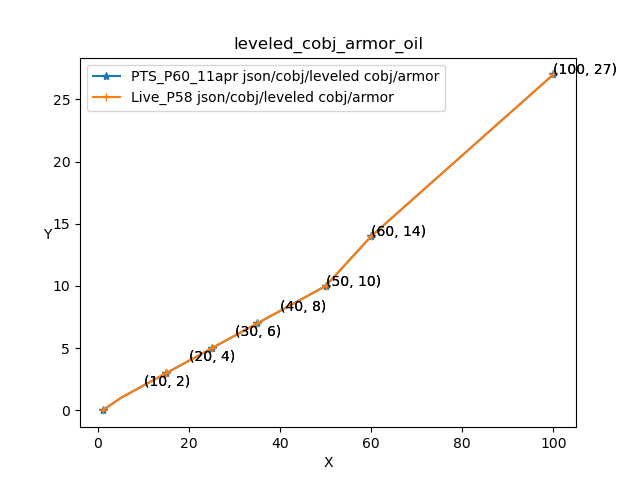 leveled_cobj_armor_oil
PTS_P60_11apr json/cobj/leveled cobj/armor
Live_P58 json/cobj/leveled cobj/armor
(100, 27)
25
20
15
(60, 14)
Y
(50, 10)
10
(40, 8)
(30, 6)
5
(20, 4)
(10, 2)
0
0 20 40 60 80 100
X